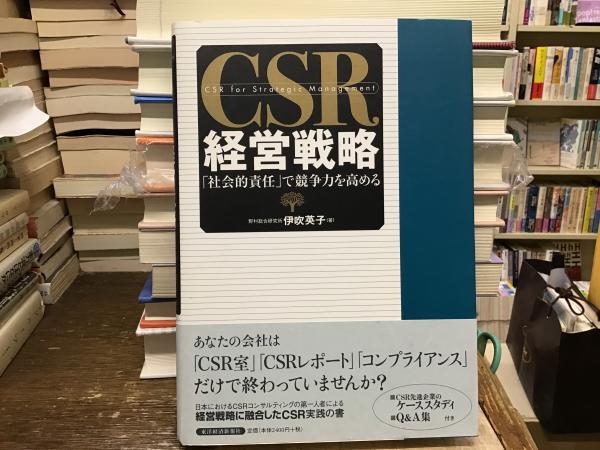 CSR
CSR for Strategic Management
経営戦略
「社会的責任」で競争力を高める
野村総合研究所 伊吹英子(著)
あなたの会社は
「CSR室」「CSRレポート」「コンプライアンス」
だけで終わっていませんか?
日本におけるCSRコンサルティングの第一人者による
経営戦略に融合したCSR実践の書
東洋経済新報社 定価(本体2400円+税)
■CSR先進企業の
ケーススタディ
■Q&A集 付き